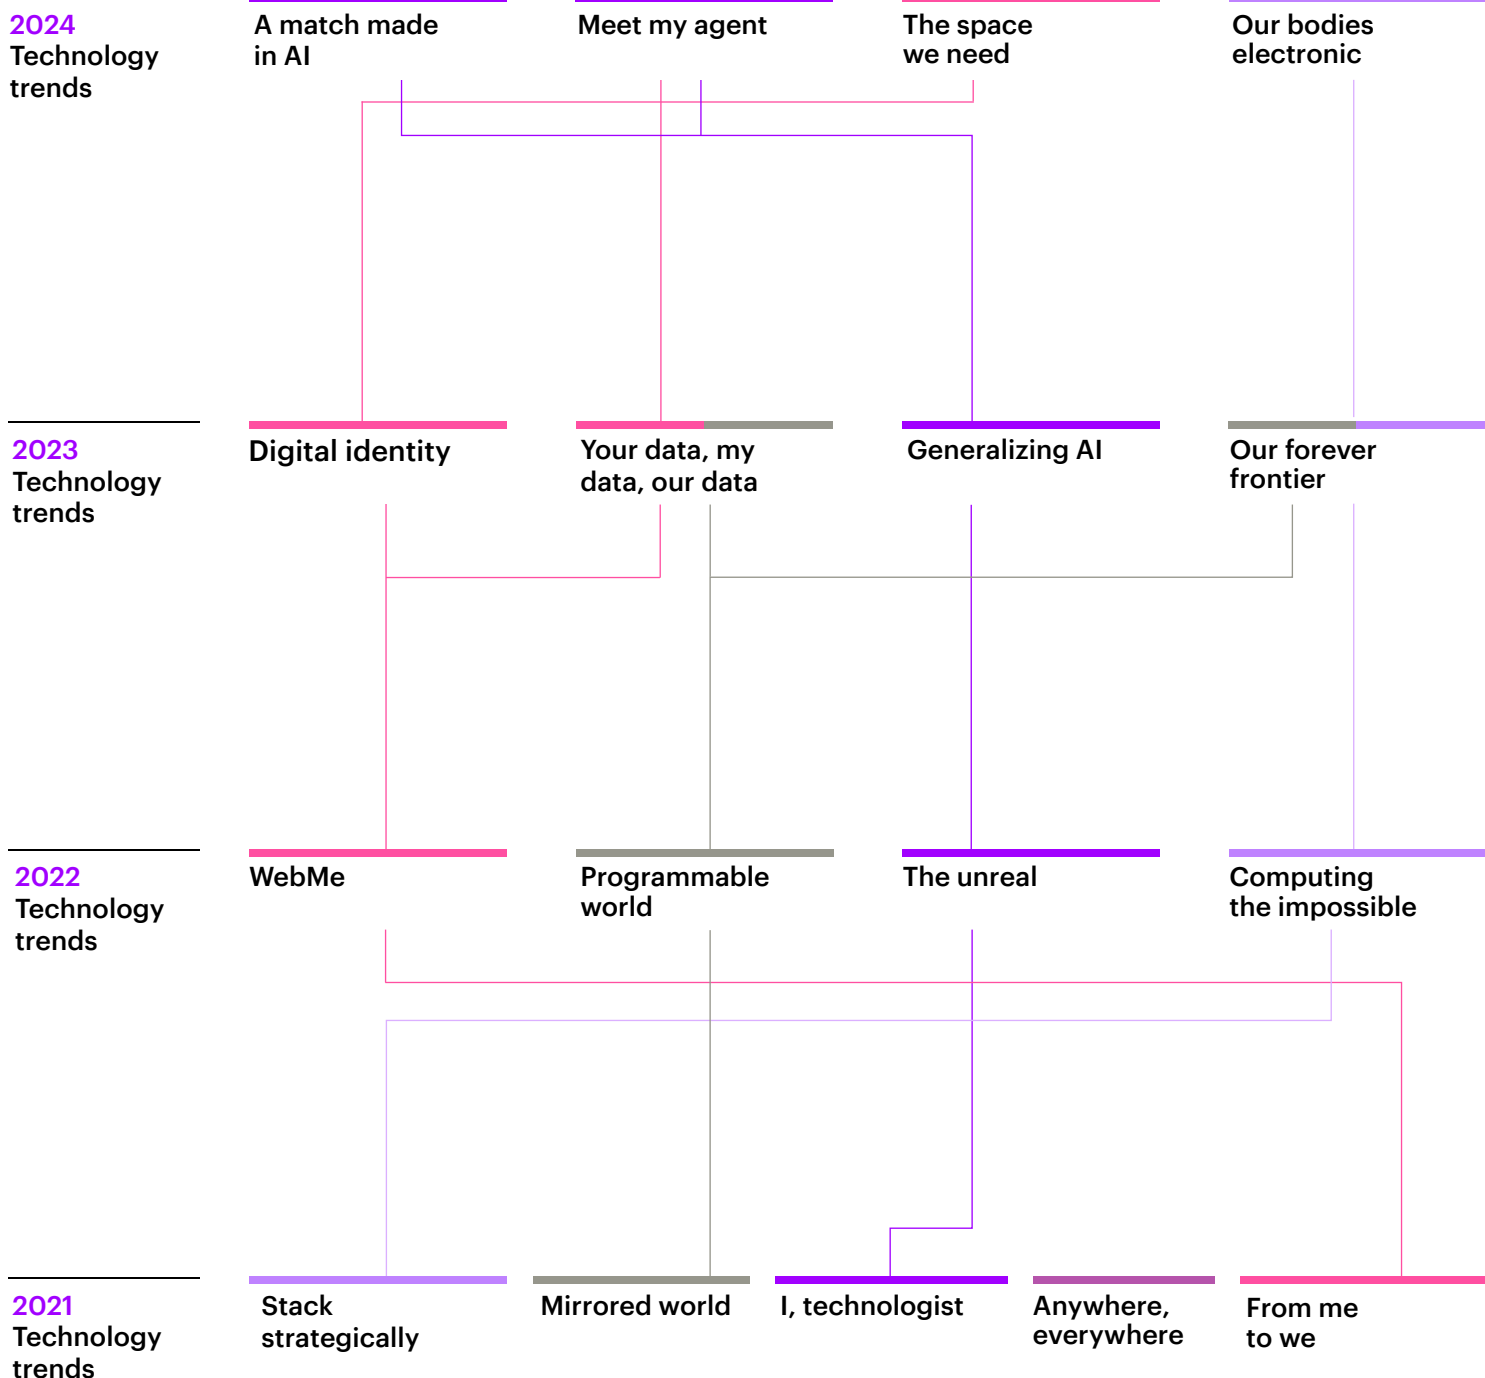 2024
Technology
trends
A match made
in AI
Meet my agent
The space
we need
Our bodies
electronic
2023
Technology
trends
Digital identity
Your data, my
data, our data
Generalizing AI
Our forever
frontier
2022
Technology
trends
WebMe
Programmable
world
The unreal
Computing
the impossible
2021
Technology
trends
Stack
strategically
Mirrored world
I, technologist
Anywhere,
everywhere
From me
to we